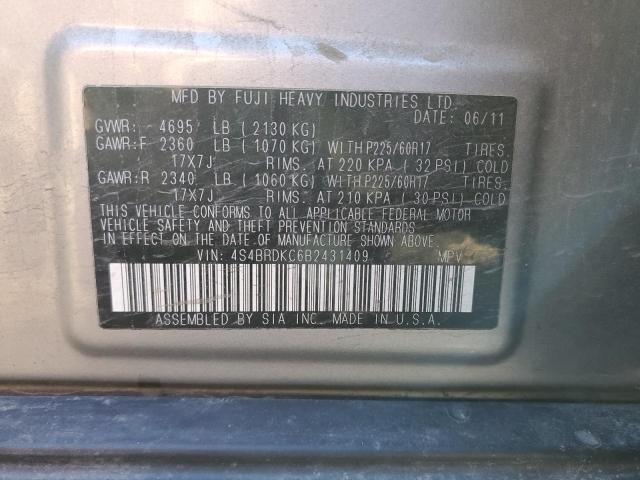 MFD BY FUJI HEAVY INDUSTRIES LTD.
DATE: 06/11
GVWR: 4695 LB (2130 KG)
GAWR:F 2360 LB (1070 KG) WITH P225/60R17 TIRES.
17X7J RIMS. AT 220 KPA (32 PSI) COLD
GAWR:R 2340 LB (1060 KG) WITH P225/60R17 TIRES.
17X7J RIMS. AT 210 KPA (30 PSI) COLD
THIS VEHICLE CONFORMS TO ALL APPLICABLE FEDERAL MOTOR
VEHICLE SAFETY AND THEFT PREVENTION STANDARDS
IN EFFECT ON THE DATE OF MANUFACTURE SHOWN ABOVE.
VIN: 4S4BRDKC6B2431409 MPV
ASSEMBLED BY SIA INC. MADE IN U.S.A.